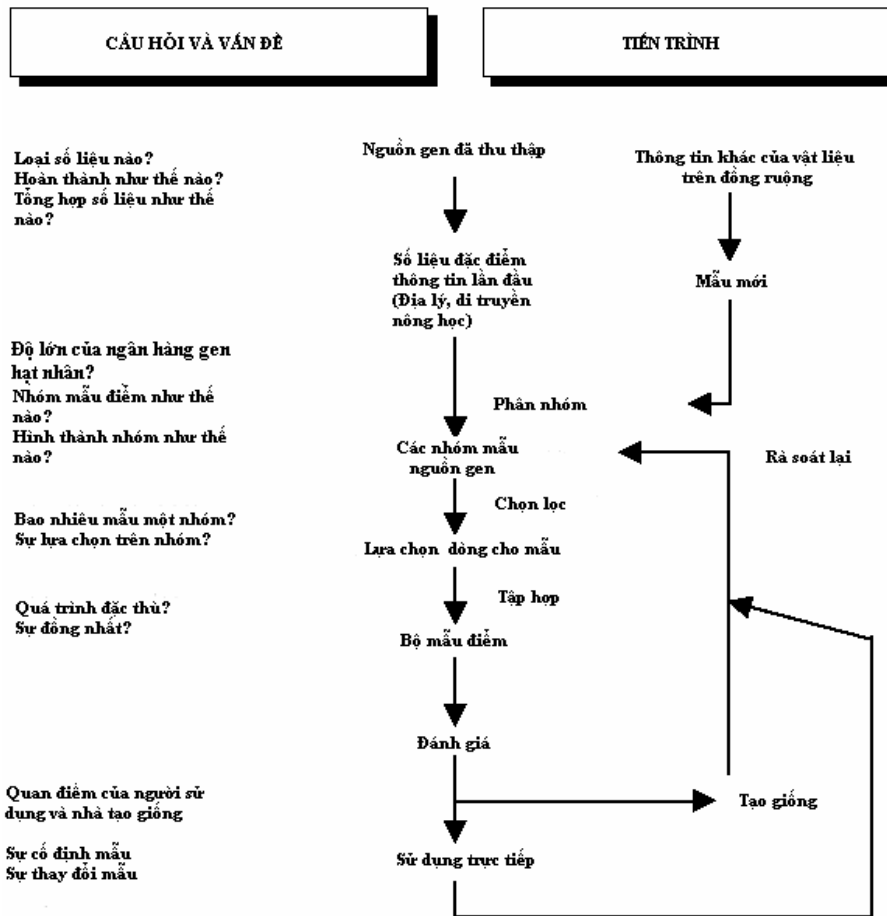 CÂU HỎI VÀ VẤN ĐỀ
TIẾN TRÌNH
Loại số liệu nào?
Hoàn thành như thế nào?
Tổng hợp số liệu như thế
nào?
Nguồn gen đã thu thập
Thông tin khác của vật liệu
trên đồng ruộng
Số liệu đặc điểm
thông tin lần đầu
(Địa lý, di truyền
nông học)
Mẫu mới
Độ lớn của ngân hàng gen
hạt nhân?
Nhóm mẫu điểm như thế
nào?
Hình thành nhóm như thế
nào?
Phân nhóm
Các nhóm mẫu
nguồn gen
Rà soát lại
Chọn lọc
Bao nhiêu mẫu một nhóm?
Sự lựa chọn trên nhóm?
Lựa chọn dòng cho mẫu
Tập hợp
Quá trình đặc thù?
Sự đồng nhất?
Bộ mẫu điểm
Đánh giá
Quan điểm của người sử
dụng và nhà tạo giống
Tạo giống
Sự cố định mẫu
Sự thay đổi mẫu
Sử dụng trực tiếp